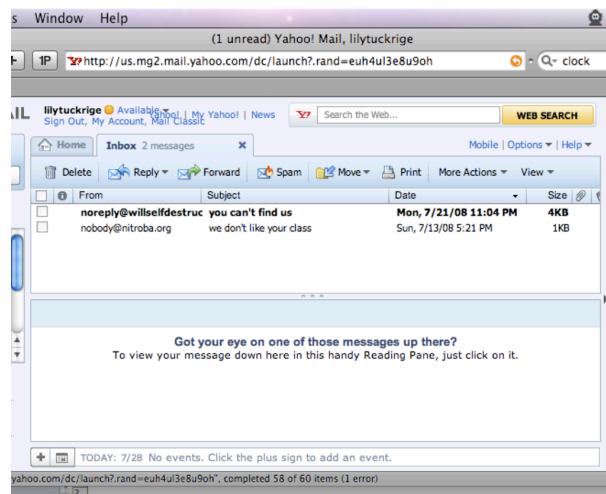 s Window Help
(1 unread) Yahoo! Mail, lilytuckrige
1P http://us.mg2.mail.yahoo.com/dc/launch?.rand=euh4ul3e8u9oh clock
IL lilytuckrige Available Yahoo! | My Yahoo! | News Search the Web... WEB SEARCH
Sign Out, My Account, Mail Classic
Home Inbox 2 messages x Mobile | Options | Help
Delete Reply Forward Spam Move Print More Actions View
From Subject Date Size
noreply@willselfdestruc you can't find us Mon, 7/21/08 11:04 PM 4KB
nobody@nitroba.org we don't like your class Sun, 7/13/08 5:21 PM 1KB
Got your eye on one of those messages up there?
To view your message down here in this handy Reading Pane, just click on it.
+ TODAY: 7/28 No events. Click the plus sign to add an event.
yahoo.com/dc/launch?.rand=euh4ul3e8u9oh", completed 58 of 60 items (1 error)
2